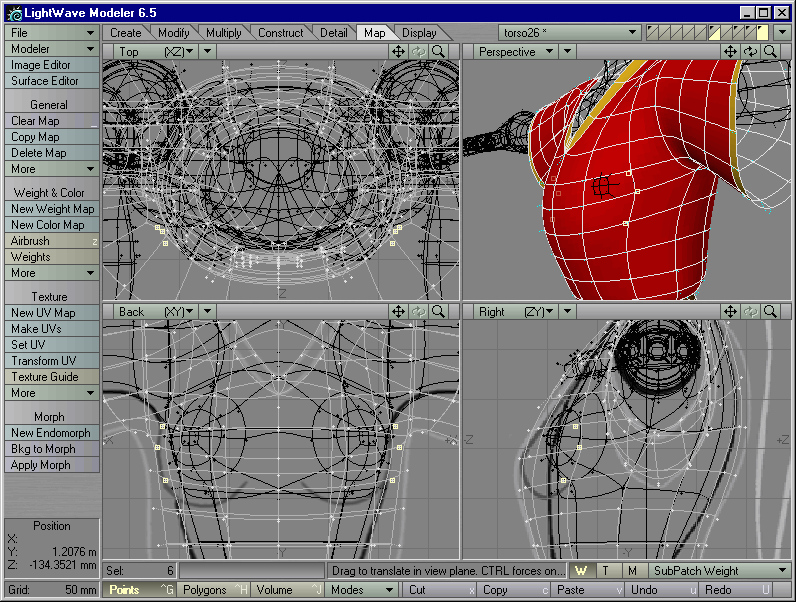 LightWave Modeler 6.5
File
Create Modify Multiply Construct Detail Map Display
torso26 *
Modeler
Top (XZ)
Perspective
Image Editor
Surface Editor
General
Clear Map _
Copy Map
Delete Map
More
Weight & Color
New Weight Map
New Color Map
Airbrush z
Weights
More
Z
Texture
New UV Map
Back (XY)
Right (ZY)
Make UVs
Set UV
Transform UV
Texture Guide
More
Morph
New Endomorph
Bkg to Morph
Apply Morph
X
-Z
+Z
Position
X:
Y: 1.2076 m
Z: -134.3521 mm
-Y
-Y
Sel: 6
Drag to translate in view plane. CTRL forces on...
W T M SubPatch Weight
Grid: 50 mm
Points ^G Polygons ^H Volume ^J Modes Cut x Copy c Paste v Undo u Redo U